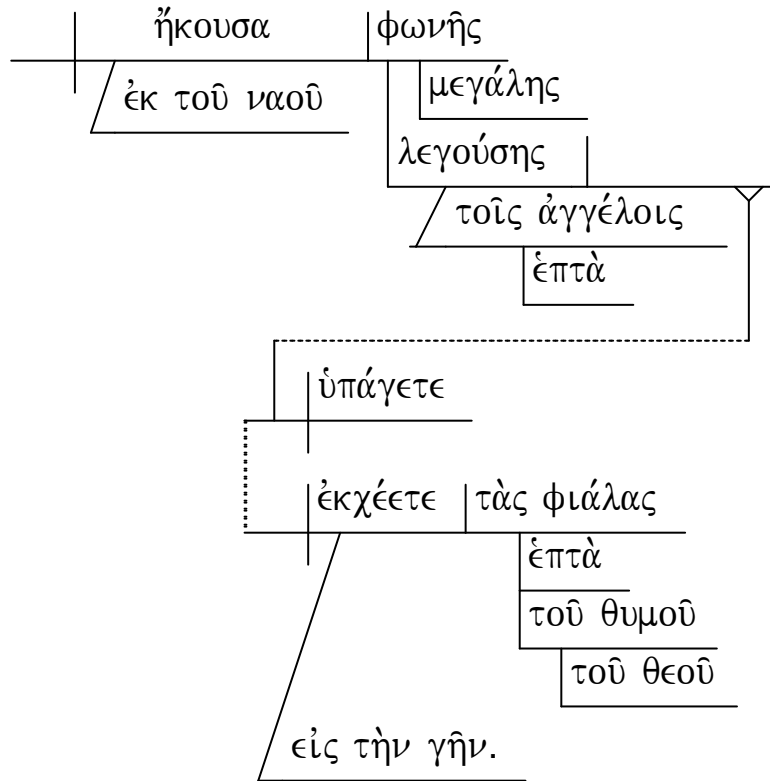 ἤκουσα φωνῆς
ἐκ τοῦ ναοῦ μεγάλης
λεγούσης
τοῖς ἀγγέλοις
ἑπτὰ
ὑπάγετε
ἐκχέετε τὰς φιάλας
ἑπτὰ
τοῦ θυμοῦ
τοῦ θεοῦ
εἰς τὴν γῆν.